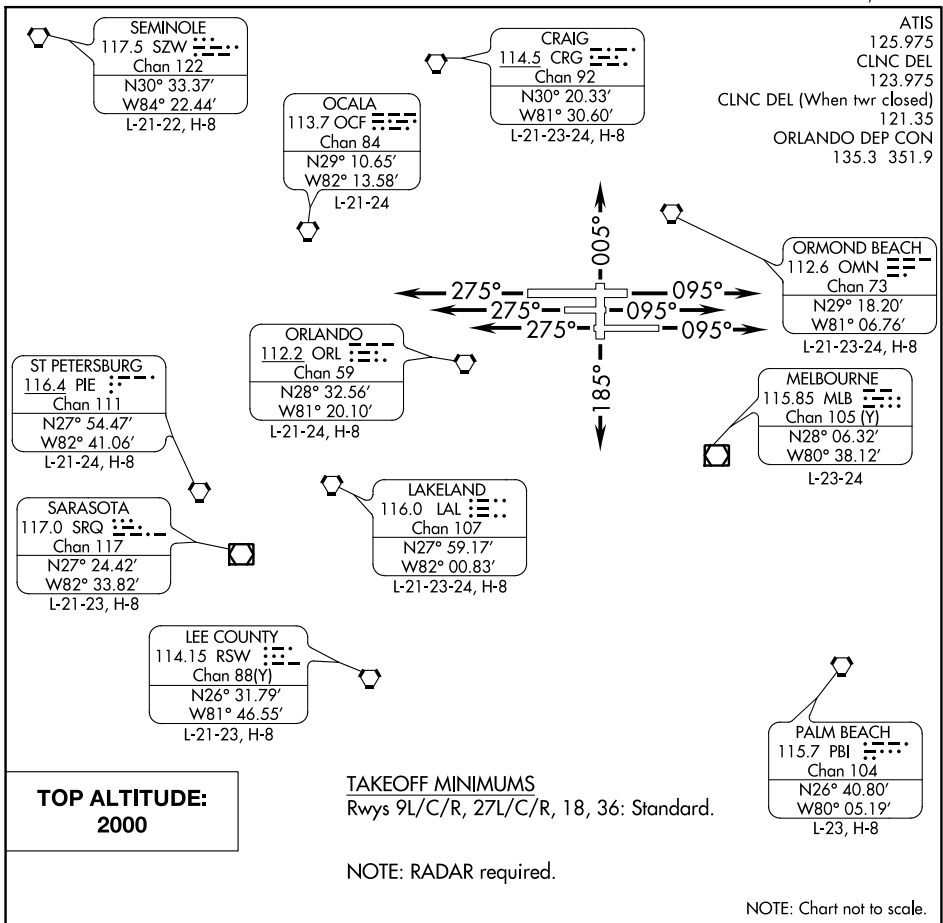 SEMINOLE
117.5 SZW
Chan 122
N30° 33.37’
W84° 22.44’
L-21-22, H-8
OCALA
113.7 OCF
Chan 84
N29° 10.65’
W82° 13.58’
L-21-24
CRAIG
114.5 CRG
Chan 92
N30° 20.33’
W81° 30.60’
L-21-23-24, H-8
ATIS
125.975
CLNC DEL
123.975
CLNC DEL (When twr closed)
121.35
ORLANDO DEP CON
135.3 351.9
005°
275° 095°
275° 095°
275° 095°
185°
ORMOND BEACH
112.6 OMN
Chan 73
N29° 18.20’
W81° 06.76’
L-21-23-24, H-8
ORLANDO
112.2 ORL
Chan 59
N28° 32.56’
W81° 20.10’
L-21-24, H-8
ST PETERSBURG
116.4 PIE
Chan 111
N27° 54.47’
W82° 41.06’
L-21-24, H-8
MELBOURNE
115.85 MLB
Chan 105 (Y)
N28° 06.32’
W80° 38.12’
L-23-24
SARASOTA
117.0 SRQ
Chan 117
N27° 24.42’
W82° 33.82’
L-21-23, H-8
LAKELAND
116.0 LAL
Chan 107
N27° 59.17’
W82° 00.83’
L-21-23-24, H-8
LEE COUNTY
114.15 RSW
Chan 88(Y)
N26° 31.79’
W81° 46.55’
L-21-23, H-8
PALM BEACH
115.7 PBI
Chan 104
N26° 40.80’
W80° 05.19’
L-23, H-8
TOP ALTITUDE:
2000
TAKEOFF MINIMUMS
Rwys 9L/C/R, 27L/C/R, 18, 36: Standard.
NOTE: RADAR required.
NOTE: Chart not to scale.